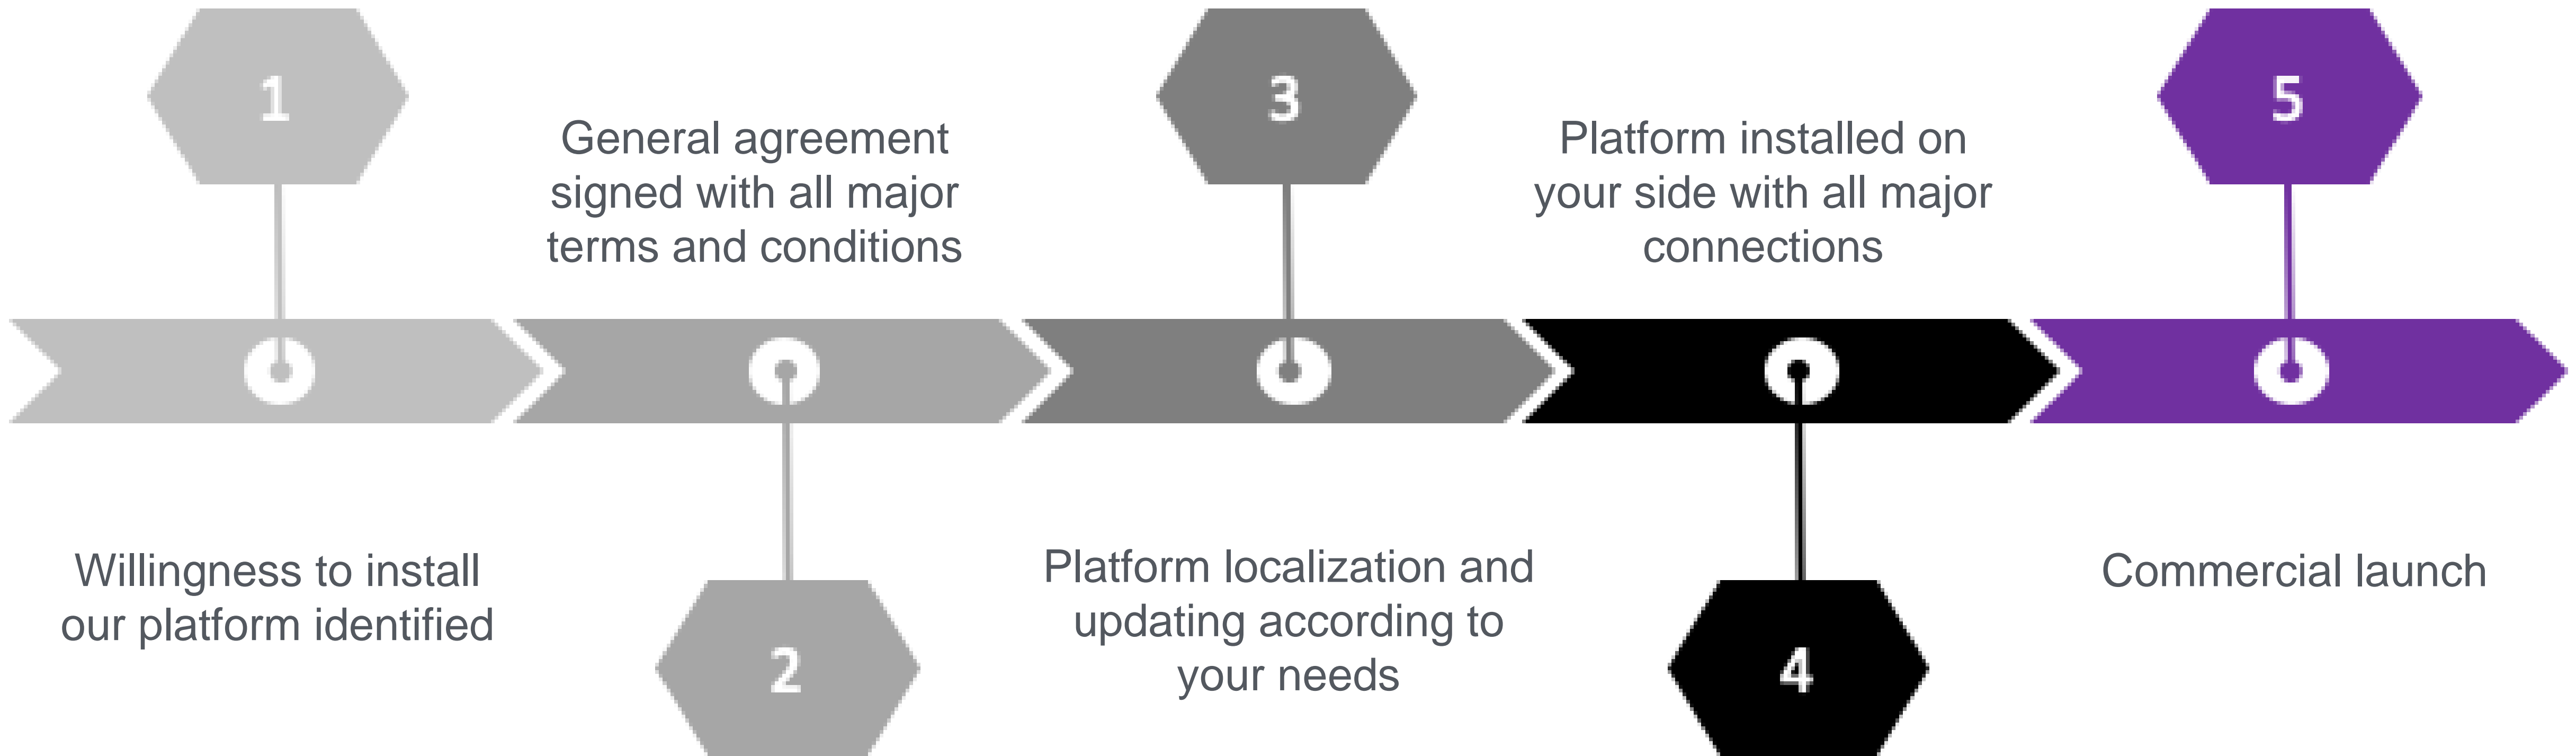 1
Willingness to install
our platform identified
General agreement
signed with all major
terms and conditions
2
3
Platform localization and
updating according to
your needs
Platform installed on
your side with all major
connections
4
5
Commercial launch